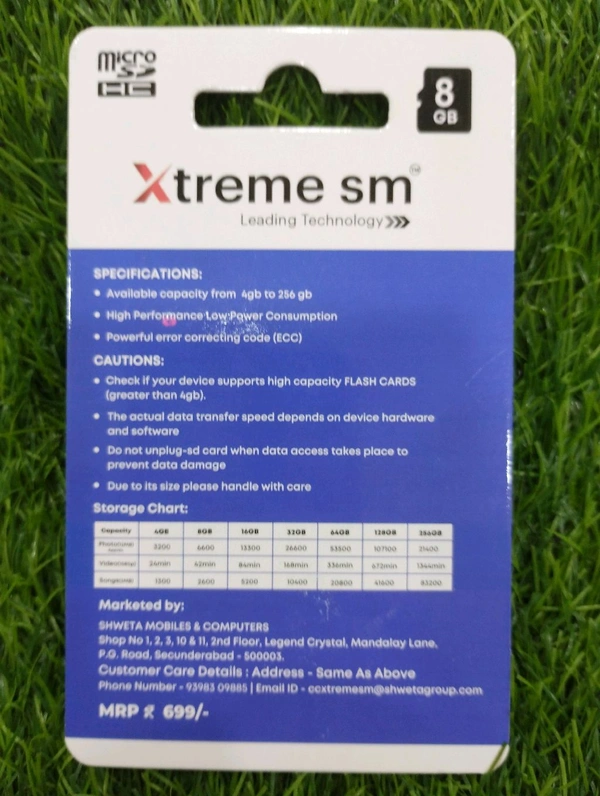 micro
SD
HC
8
GB
Xtreme sm™
Leading Technology
SPECIFICATIONS:
• Available capacity from 4gb to 256 gb
• High Performance Low Power Consumption
• Powerful error correcting code (ECC)
CAUTIONS:
• Check if your device supports high capacity FLASH CARDS
(greater than 4gb).
• The actual data transfer speed depends on device hardware
and software
• Do not unplug-sd card when data access takes place to
prevent data damage
• Due to its size please handle with care
Storage Chart:
Capacity 4GB 8GB 16GB 32GB 64GB 128GB 256GB
3200 6600 13300 26600 53500 107100 21400
24min 42min 84min 168min 336min 672min 1344min
1300 2600 5200 10400 20800 41600 83200
Marketed by:
SHWETA MOBILES & COMPUTERS
Shop No 1, 2, 3, 10 & 11, 2nd Floor, Legend Crystal, Mandalay Lane,
P.G. Road, Secunderabad - 500003.
Customer Care Details : Address - Same As Above
Phone Number - 93983 09885 | Email ID - ccxtremesm@shwetagroup.com
MRP ₹ 699/-